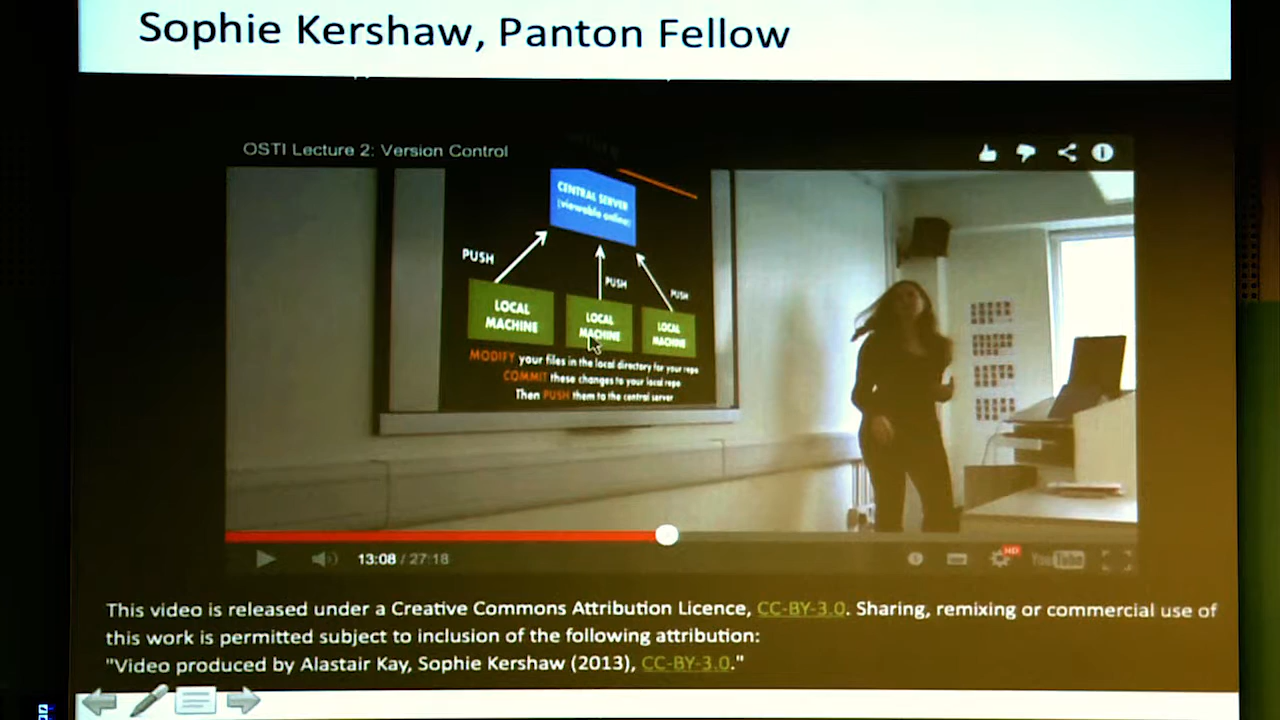 Sophie Kershaw, Panton Fellow
OSTI Lecture 2: Version Control
CENTRAL SERVER
(viewable online)
PUSH
PUSH
PUSH
LOCAL
MACHINE
LOCAL
MACHINE
LOCAL
MACHINE
MODIFY your files in the local directory for your repo
COMMIT these changes to your local repo
Then PUSH them to the central server
13:08 / 27:18
HD
YouTube
This video is released under a Creative Commons Attribution Licence, CC-BY-3.0. Sharing, remixing or commercial use of
this work is permitted subject to inclusion of the following attribution:
"Video produced by Alastair Kay, Sophie Kershaw (2013), CC-BY-3.0."